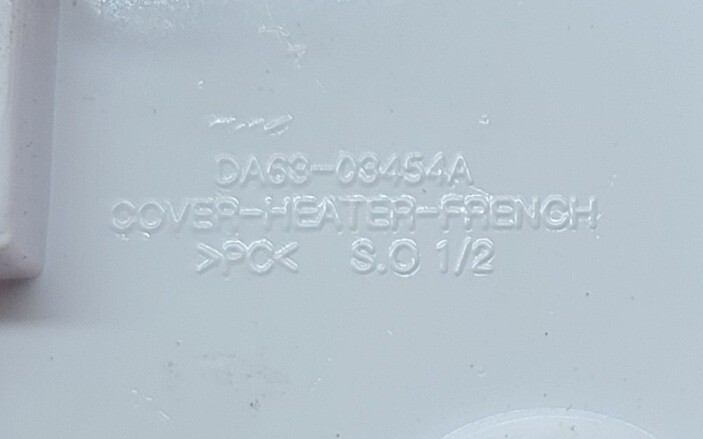 DA63-03454A
COVER-HEATER-FRENCH
>PC< S.O 1/2